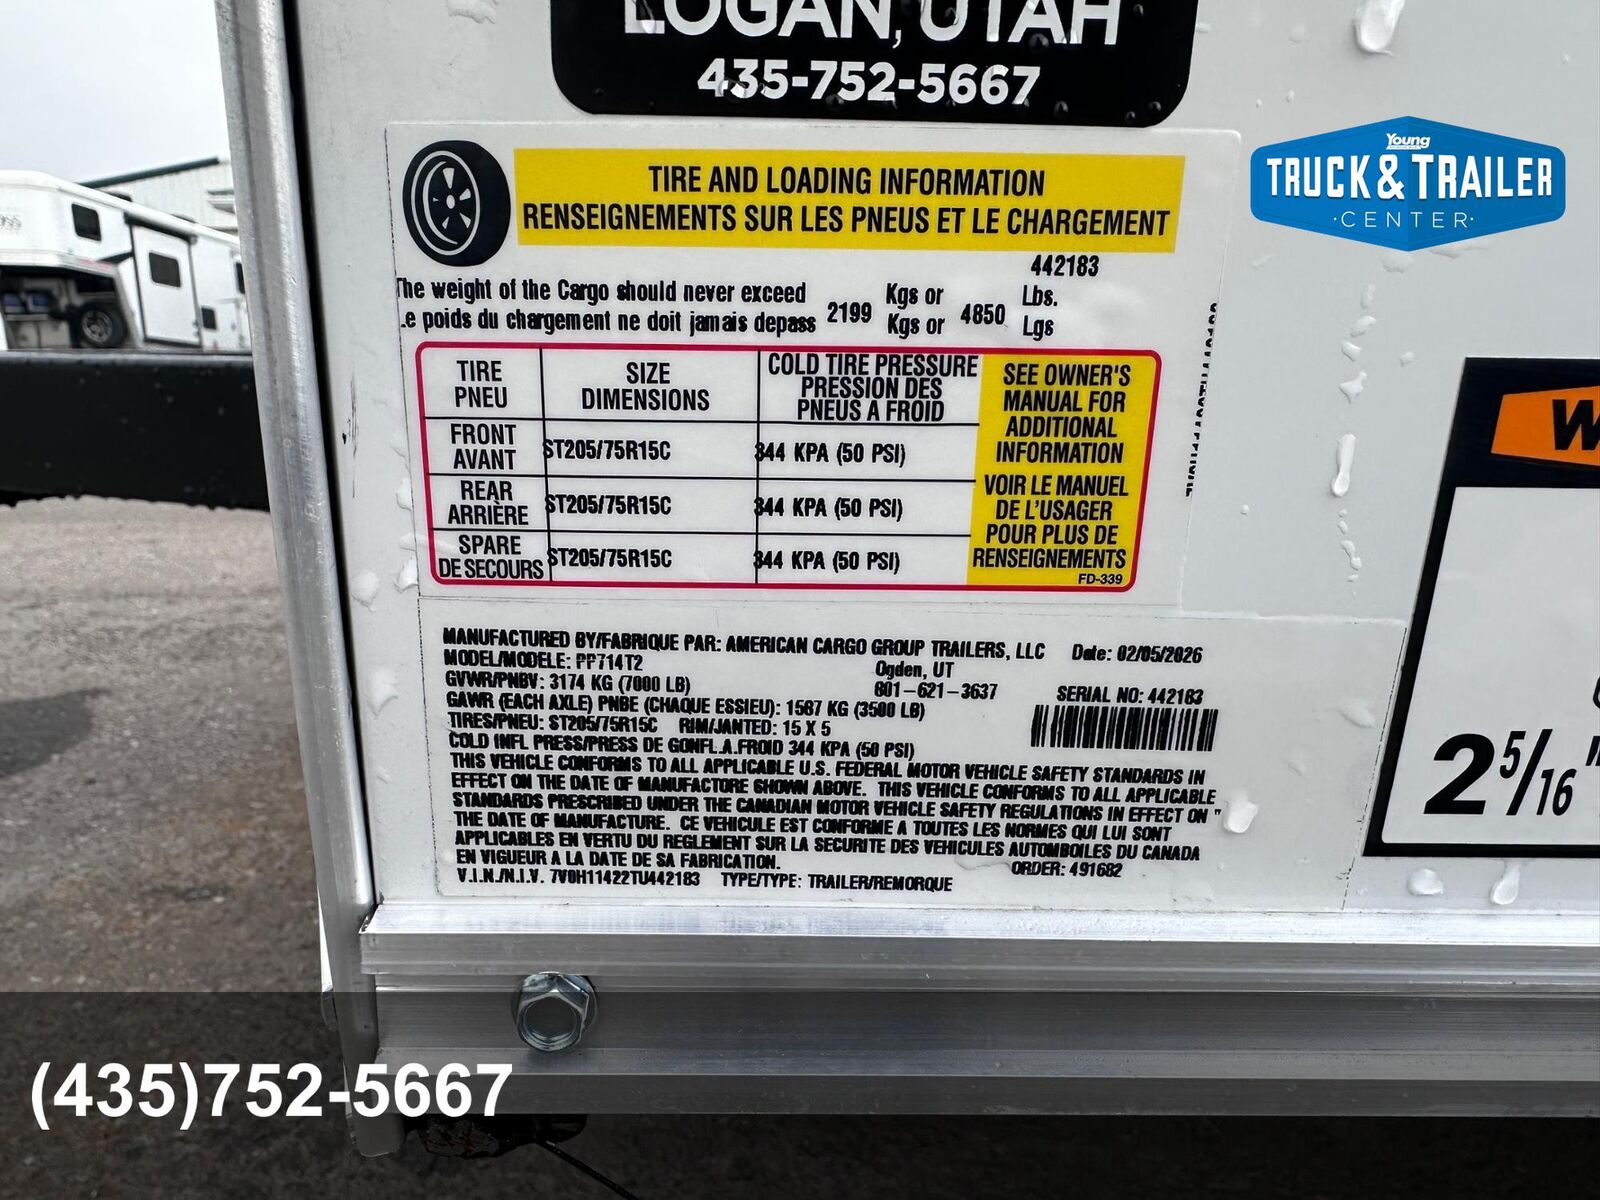 LOGAN, UTAH
435-752-5667
Young
TRUCK & TRAILER
·CENTER·
TIRE AND LOADING INFORMATION
RENSEIGNEMENTS SUR LES PNEUS ET LE CHARGEMENT
442183
The weight of the Cargo should never exceed 2199 Kgs or 4850 Lbs.
Le poids du chargement ne doit jamais depass 2199 Kgs or 4850 Lgs
TIRE SIZE COLD TIRE PRESSURE
PNEU DIMENSIONS PRESSION DES
PNEUS A FROID
FRONT
AVANT
ST205/75R15C 344 KPA (50 PSI)
REAR
ARRIÈRE
ST205/75R15C 344 KPA (50 PSI)
SPARE
DE SECOURS
ST205/75R15C 344 KPA (50 PSI)
SEE OWNER'S
MANUAL FOR
ADDITIONAL
INFORMATION
VOIR LE MANUEL
DE L'USAGER
POUR PLUS DE
RENSEIGNEMENTS
FD-339
MANUFACTURED BY/FABRIQUE PAR: AMERICAN CARGO GROUP TRAILERS, LLC Date: 02/05/2026
MODEL/MODELE: PP714T2 Ogden, UT
GVWR/PNBV: 3174 KG (7000 LB) 801-621-3637 SERIAL NO: 442183
GAWR (EACH AXLE) PNBE (CHAQUE ESSIEU): 1587 KG (3500 LB)
TIRES/PNEU: ST205/75R15C RIM/JANTED: 15 X 5
COLD INFL PRESS/PRESS DE GONFL.A.FROID 344 KPA (50 PSI)
THIS VEHICLE CONFORMS TO ALL APPLICABLE U.S. FEDERAL MOTOR VEHICLE SAFETY STANDARDS IN
EFFECT ON THE DATE OF MANUFACTORE SHOWN ABOVE. THIS VEHICLE CONFORMS TO ALL APPLICABLE
STANDARDS PRESCRIBED UNDER THE CANADIAN MOTOR VEHICLE SAFETY REGULATIONS IN EFFECT ON "
THE DATE OF MANUFACTURE. CE VEHICULE EST CONFORME A TOUTES LES NORMES QUI LUI SONT
APPLICABLES EN VERTU DU REGLEMENT SUR LA SECURITE DES VEHICULES AUTOMBOILES DU CANADA
EN VIGUEUR A LA DATE DE SA FABRICATION. ORDER: 491682
V.I.N./N.I.V. 7V0H11422TU442183 TYPE/TYPE: TRAILER/REMORQUE
2 5/16"
(435)752-5667